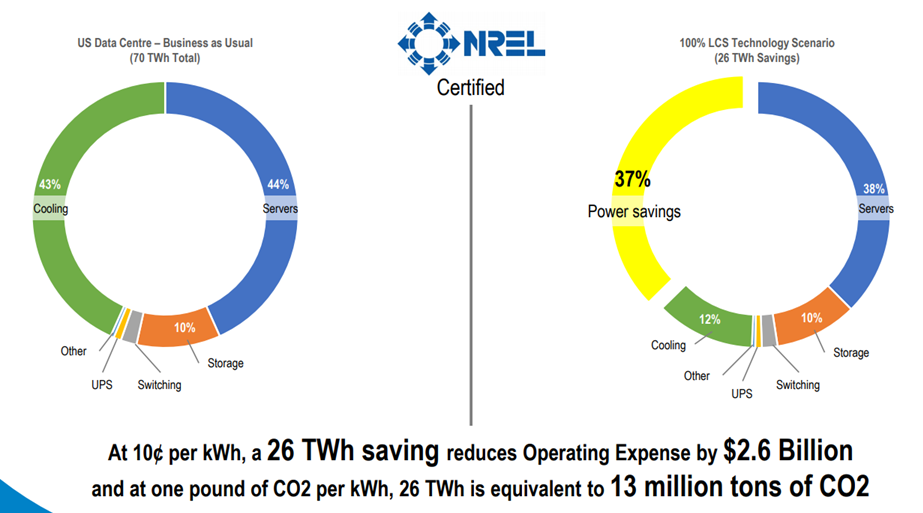 US Data Centre – Business as Usual
(70 TWh Total)
43%
Cooling
44%
Servers
10%
Other
UPS
Switching
Storage
NREL
Certified
100% LCS Technology Scenario
(26 TWh Savings)
37%
Power savings
38%
Servers
12%
10%
Cooling
Other
UPS
Switching
Storage
At 10¢ per kWh, a 26 TWh saving reduces Operating Expense by $2.6 Billion
and at one pound of CO2 per kWh, 26 TWh is equivalent to 13 million tons of CO2